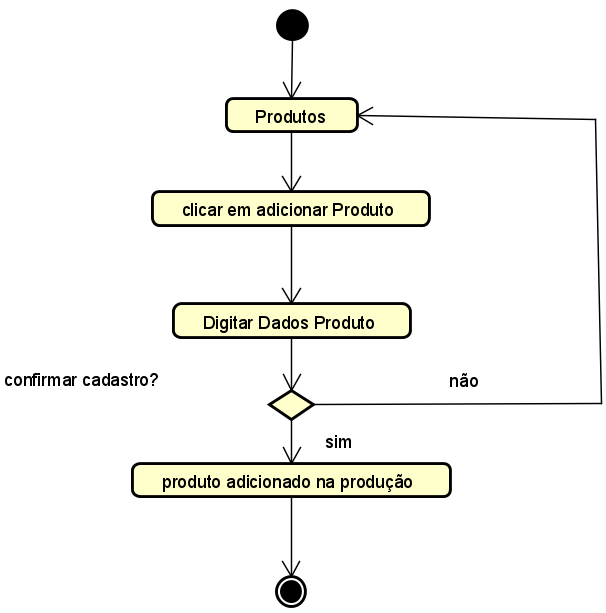 Produtos
clicar em adicionar Produto
Digitar Dados Produto
confirmar cadastro?
não
sim
produto adicionado na produção